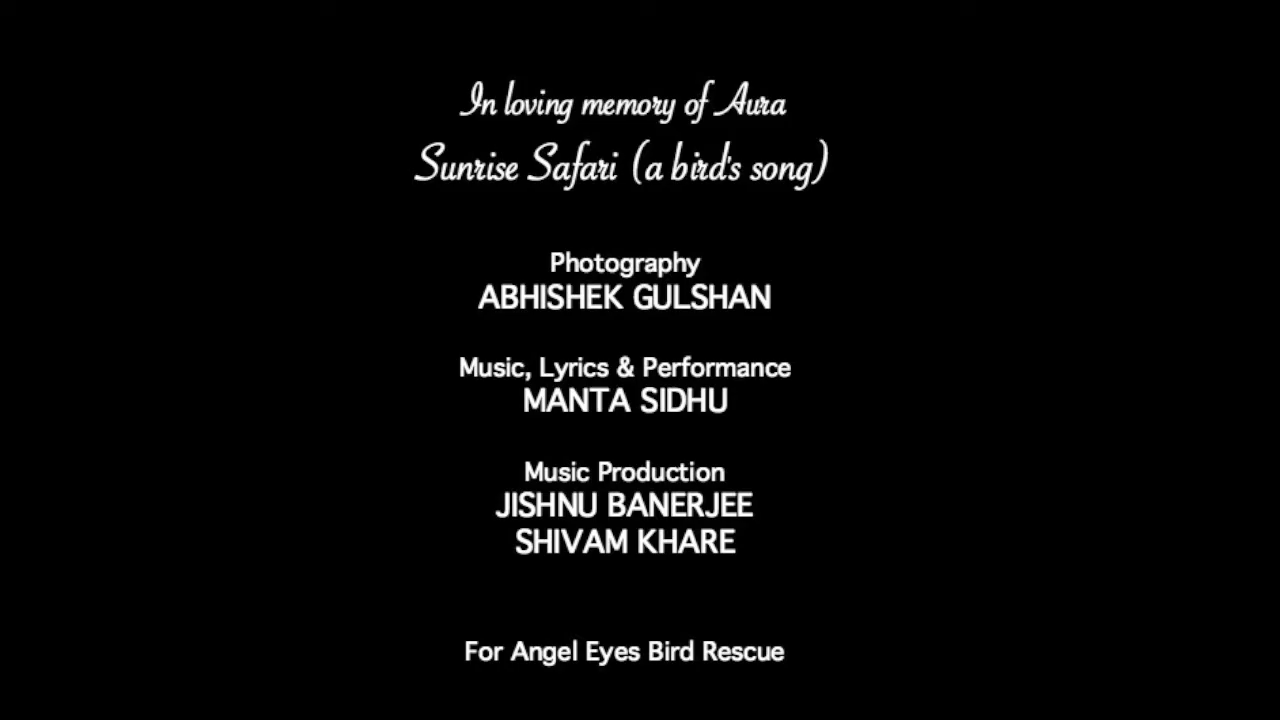 In loving memory of Aura
Sunrise Safari (a bird's song)
Photography
ABHISHEK GULSHAN
Music, Lyrics & Performance
MANTA SIDHU
Music Production
JISHNU BANERJEE
SHIVAM KHARE
For Angel Eyes Bird Rescue